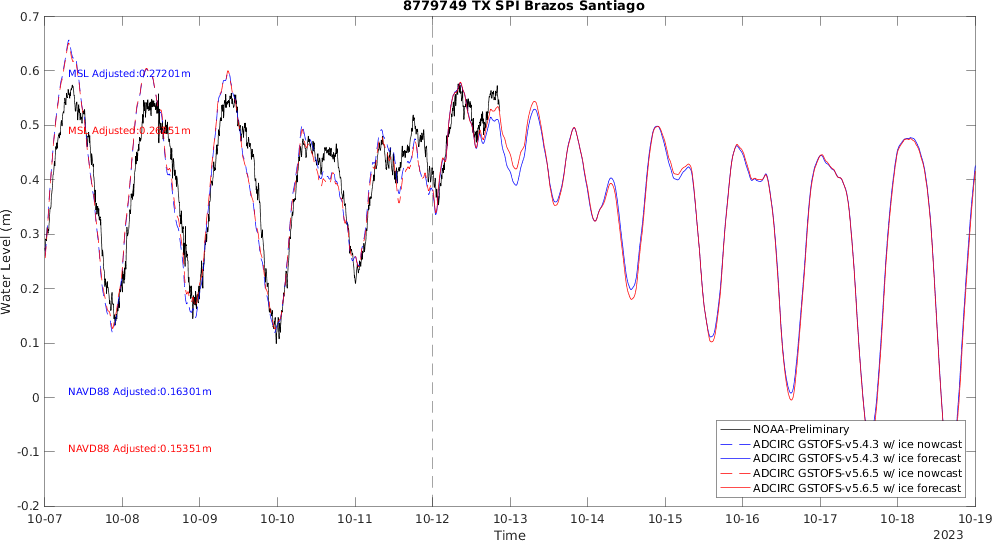 8779749 TX SPI Brazos Santiago
0.7
0.6
0.5
0.4
0.3
0.2
0.1
0
-0.1
-0.2
Water Level (m)
MSL Adjusted:0.27201m
NAVD88 Adjusted:0.16301m
NAVD88 Adjusted:0.15351m
NOAA-Preliminary
ADCIRC GSTOFS-v5.4.3 w/ ice nowcast
ADCIRC GSTOFS-v5.4.3 w/ ice forecast
ADCIRC GSTOFS-v5.6.5 w/ ice nowcast
ADCIRC GSTOFS-v5.6.5 w/ ice forecast
10-07 10-08 10-09 10-10 10-11 10-12 10-13 10-14 10-15 10-16 10-17 10-18 10-19
Time
2023